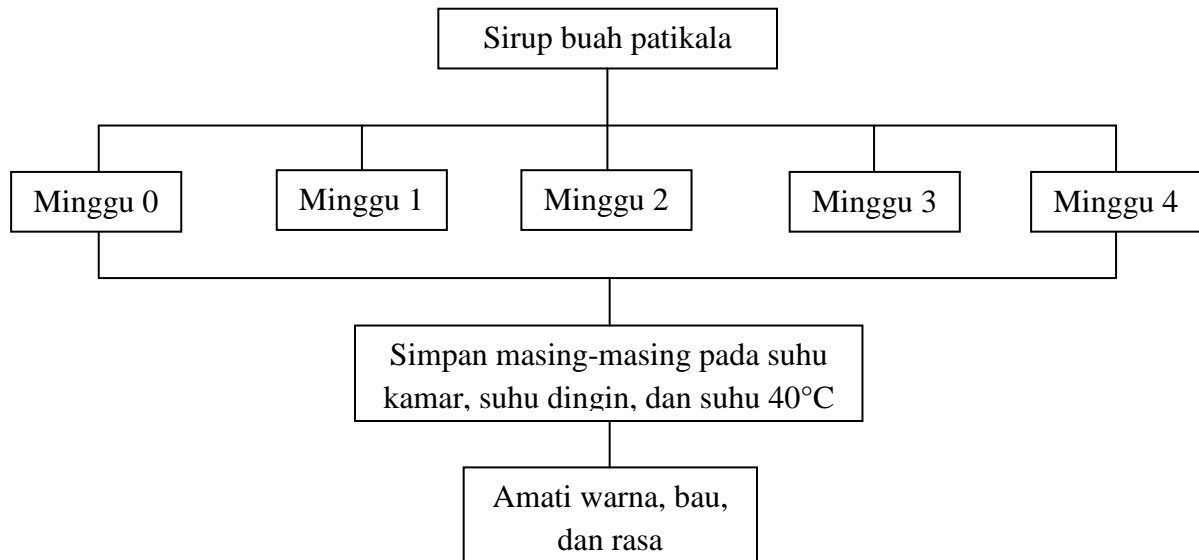 Sirup buah patikala
Minggu 0
Minggu 1
Minggu 2
Minggu 3
Minggu 4
Simpan masing-masing pada suhu
kamar, suhu dingin, dan suhu 40°C
Amati warna, bau,
dan rasa